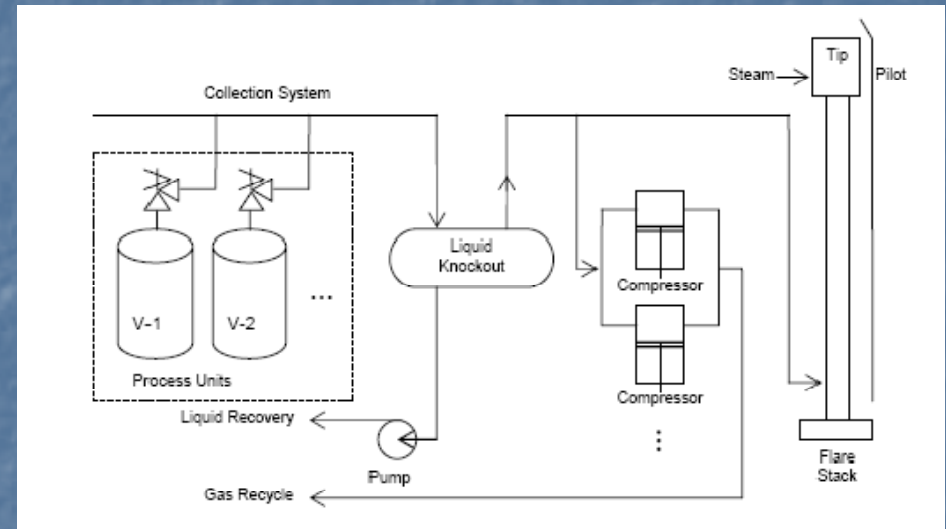 Collection System
Steam
Tip
Pilot
Liquid
Knockout
Compressor
V-1
V-2
...
Process Units
Compressor
Liquid Recovery
Pump
Gas Recycle
Flare
Stack